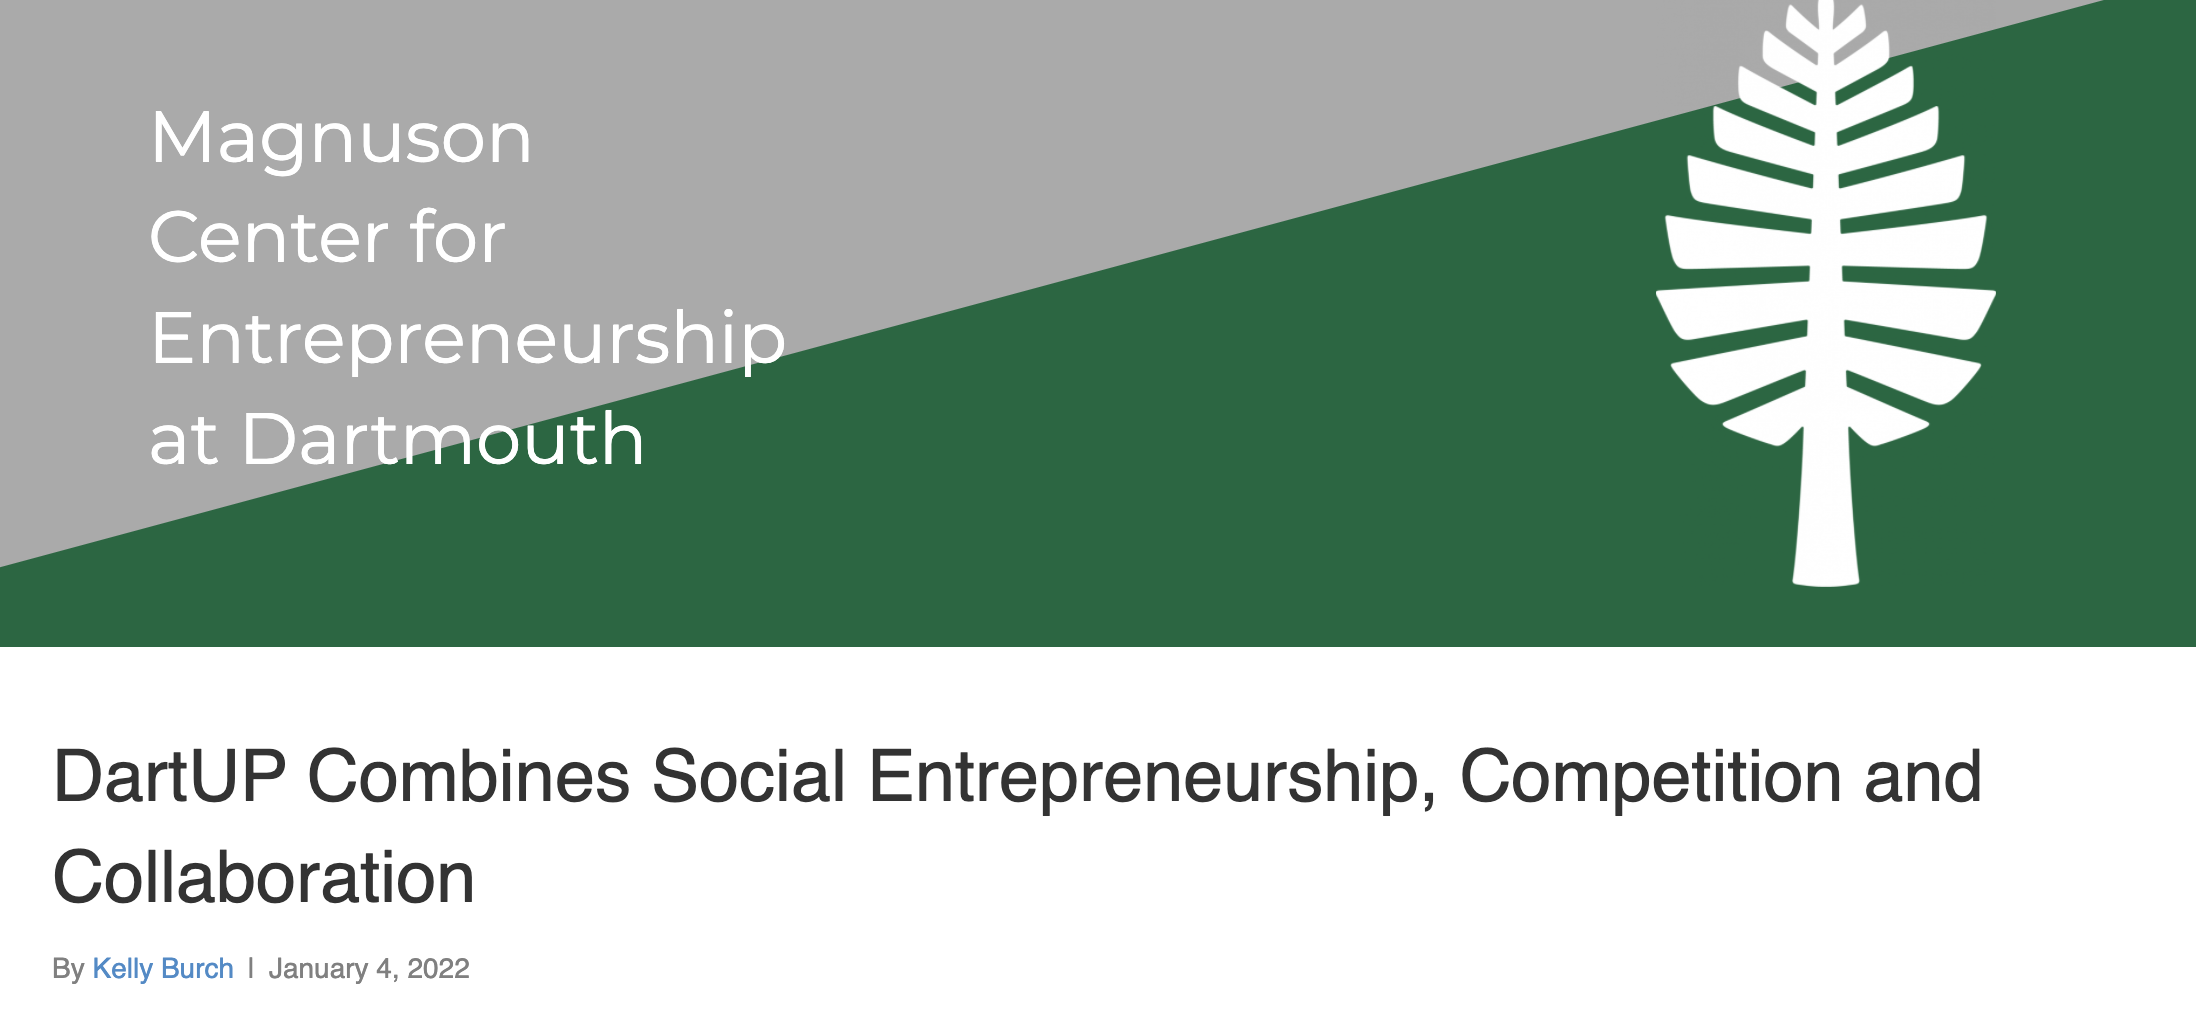 Magnuson
Center for
Entrepreneurship
at Dartmouth
DartUP Combines Social Entrepreneurship, Competition and
Collaboration
By Kelly Burch | January 4, 2022